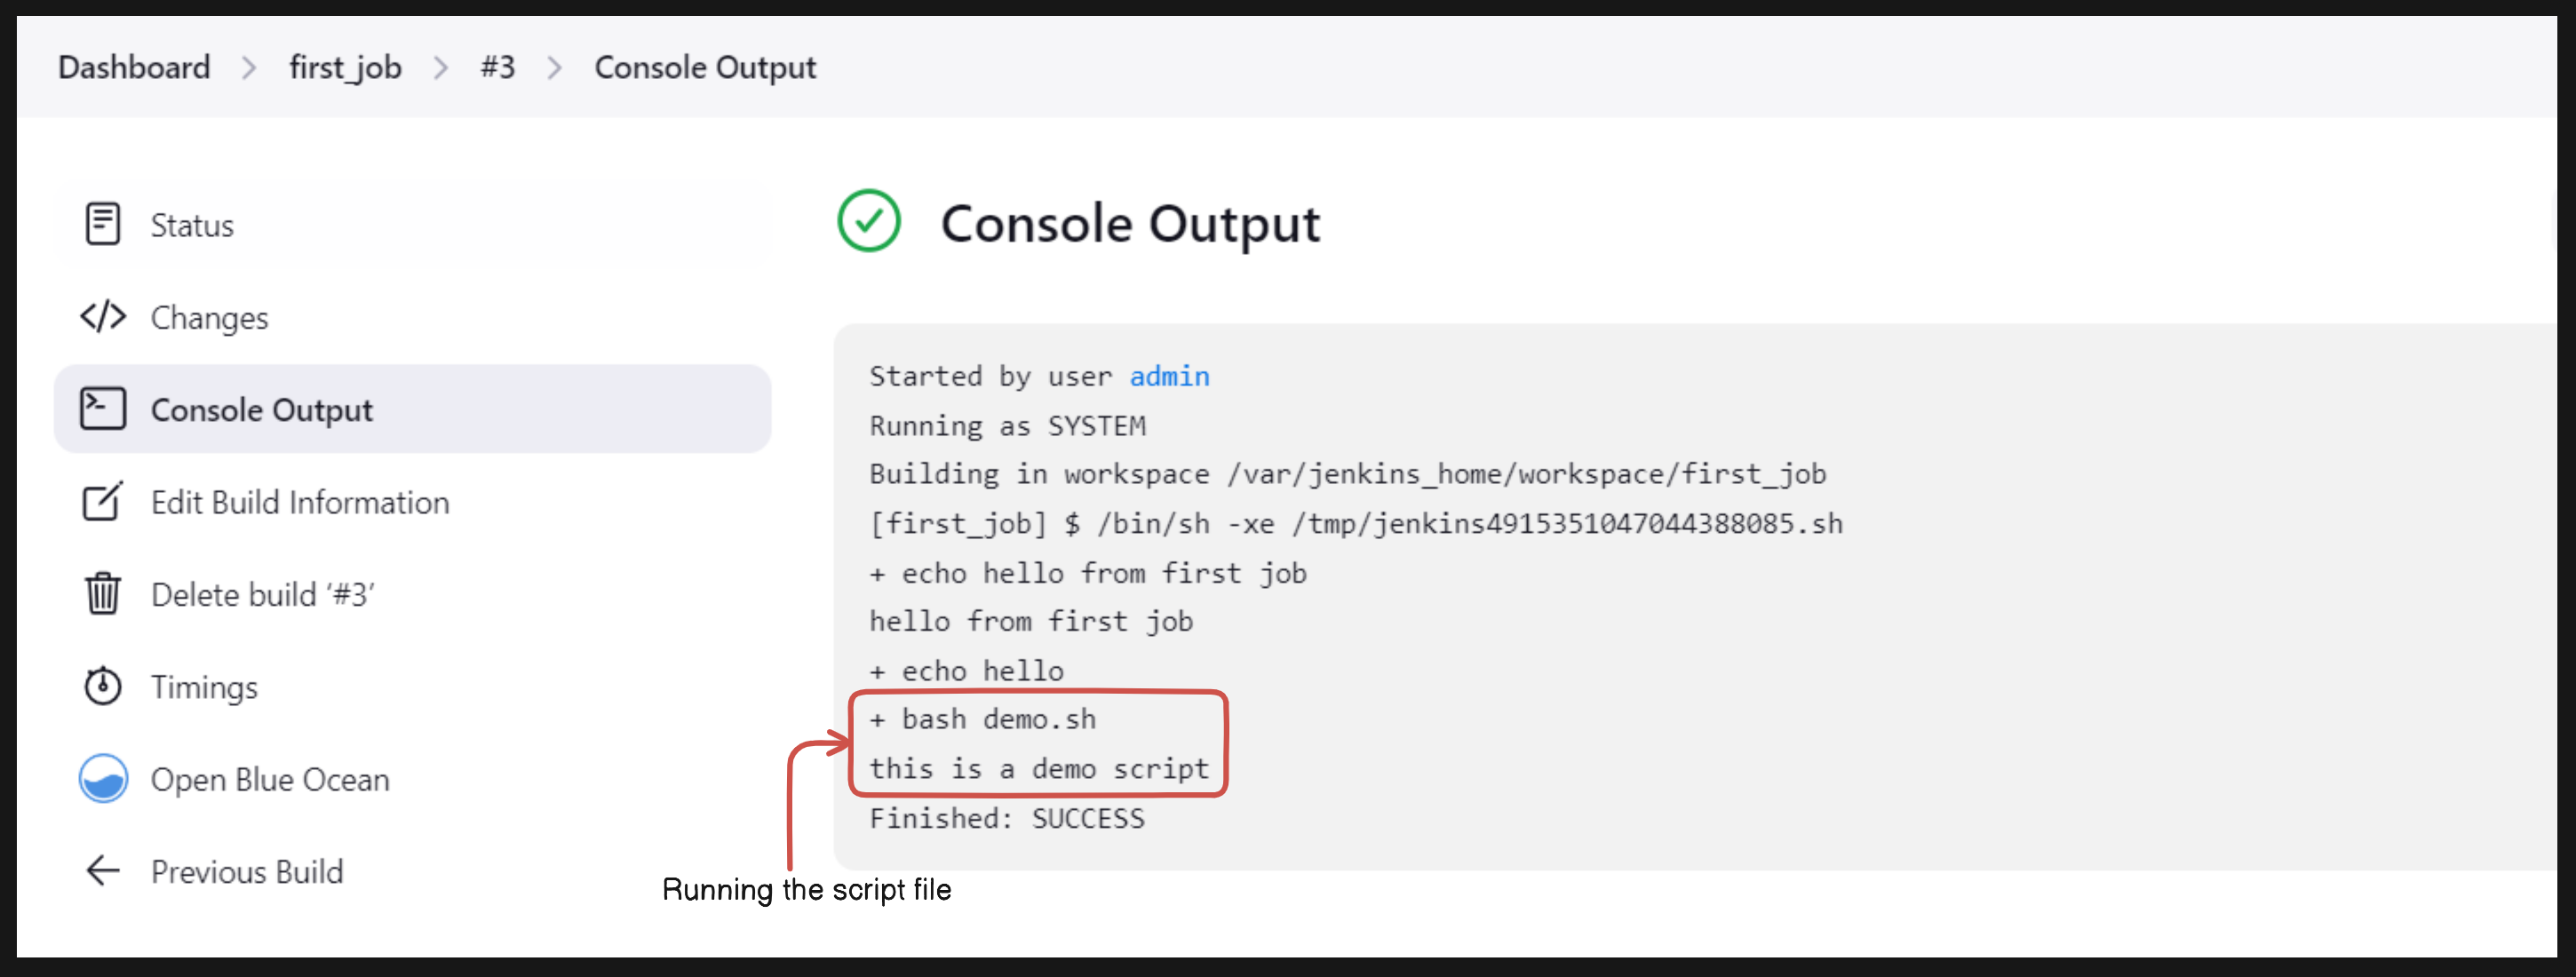 Dashboard > first_job > #3 > Console Output
Status
Changes
Console Output
Edit Build Information
Delete build ‘#3’
Timings
Open Blue Ocean
Previous Build
Console Output
Started by user admin
Running as SYSTEM
Building in workspace /var/jenkins_home/workspace/first_job
[first_job] $ /bin/sh -xe /tmp/jenkins4915351047044388085.sh
+ echo hello from first job
hello from first job
+ echo hello
+ bash demo.sh
this is a demo script
Finished: SUCCESS
Running the script file